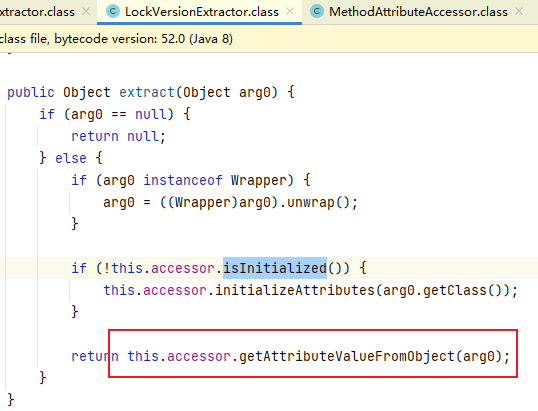 xtractor.class × LockVersionExtractor.class × MethodAttributeAccessor.class ×
class file, bytecode version: 52.0 (Java 8)
public Object extract(Object arg0) {
if (arg0 == null) {
return null;
} else {
if (arg0 instanceof Wrapper) {
arg0 = ((Wrapper)arg0).unwrap();
}
if (!this.accessor.isInitialized()) {
this.accessor.initializeAttributes(arg0.getClass());
}
return this.accessor.getAttributeValueFromObject(arg0);
}
}